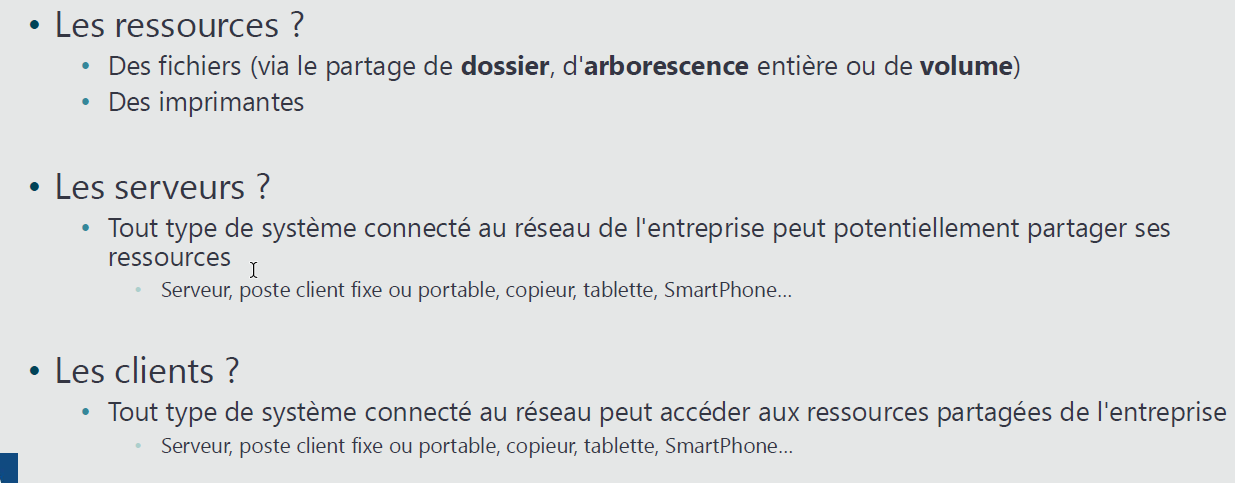 • Les ressources ?
• Des fichiers (via le partage de dossier, d'arborescence entière ou de volume)
• Des imprimantes
• Les serveurs ?
• Tout type de système connecté au réseau de l'entreprise peut potentiellement partager ses
ressources
• Serveur, poste client fixe ou portable, copieur, tablette, SmartPhone...
• Les clients ?
• Tout type de système connecté au réseau peut accéder aux ressources partagées de l'entreprise
• Serveur, poste client fixe ou portable, copieur, tablette, SmartPhone...